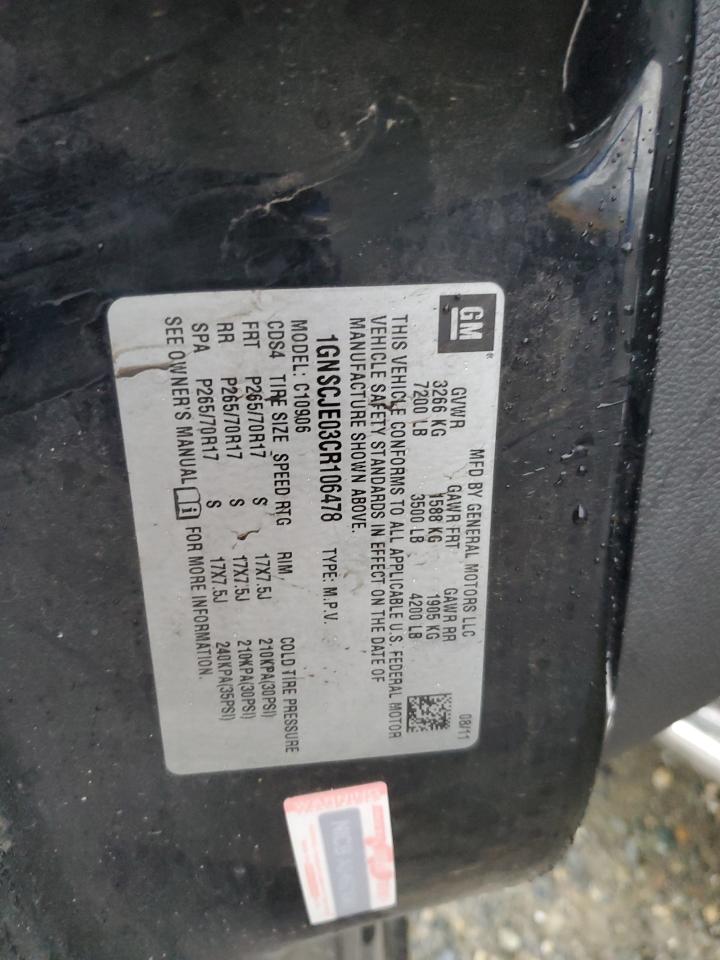 GM
MFD BY GENERAL MOTORS LLC
08/11
GVWR GAWR FRT GAWR RR
3266 KG 1588 KG 1905 KG
7200 LB 3500 LB 4200 LB
THIS VEHICLE CONFORMS TO ALL APPLICABLE U.S. FEDERAL MOTOR
VEHICLE SAFETY STANDARDS IN EFFECT ON THE DATE OF
MANUFACTURE SHOWN ABOVE.
1GNSCJE03CR106478 TYPE: M.P.V.
MODEL: C10906
CDS4 TIRE SIZE SPEED RTG RIM COLD TIRE PRESSURE
FRT P265/70R17 S 17X7.5J 210KPA(30PSI)
RR P265/70R17 S 17X7.5J 210KPA(30PSI)
SPA P265/70R17 S 17X7.5J 240KPA(35PSI)
SEE OWNER'S MANUAL FOR MORE INFORMATION.